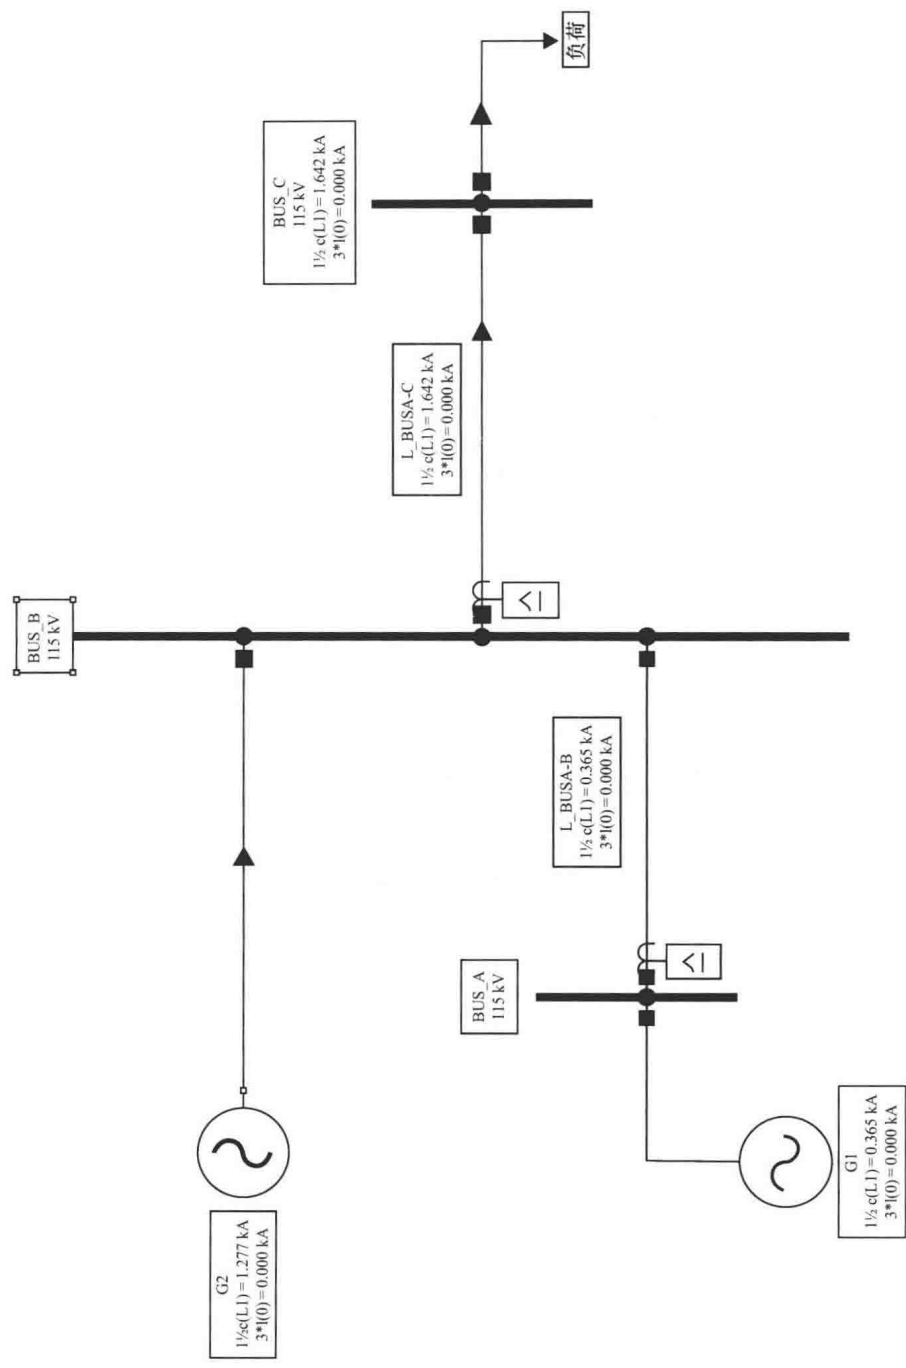 负荷
BUS_C
115 kV
1½ c(L1) = 1.642 kA
3*I(0) = 0.000 kA
L_BUSA-C
1½ c(L1) = 1.642 kA
3*I(0) = 0.000 kA
BUS_B
115 kV
L_BUSA-B
1½ c(L1) = 0.365 kA
3*I(0) = 0.000 kA
BUS_A
115 kV
G2
1½c(L1) = 1.277 kA
3*I(0) = 0.000 kA
G1
1½ c(L1) = 0.365 kA
3*I(0) = 0.000 kA